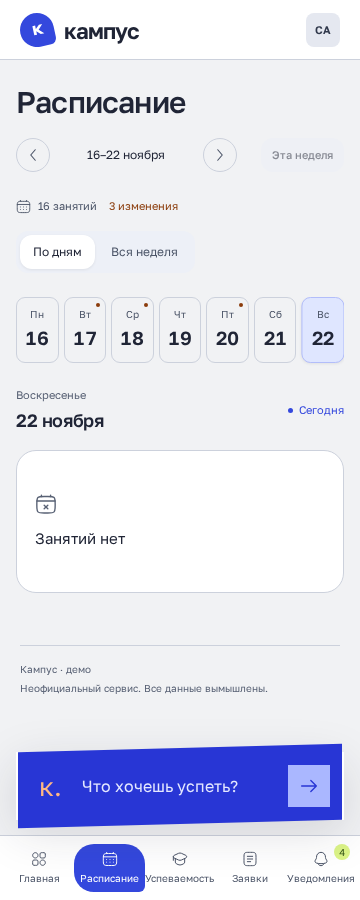 к кампус
СА
Расписание
16–22 ноября
Эта неделя
16 занятий 3 изменения
По дням Вся неделя
Пн Вт Ср Чт Пт Сб Вс
16 17 18 19 20 21 22
Воскресенье
22 ноября
Сегодня
Занятий нет
Кампус · демо
Неофициальный сервис. Все данные вымышлены.
к. Что хочешь успеть?
4
Главная Расписание Успеваемость Заявки Уведомления